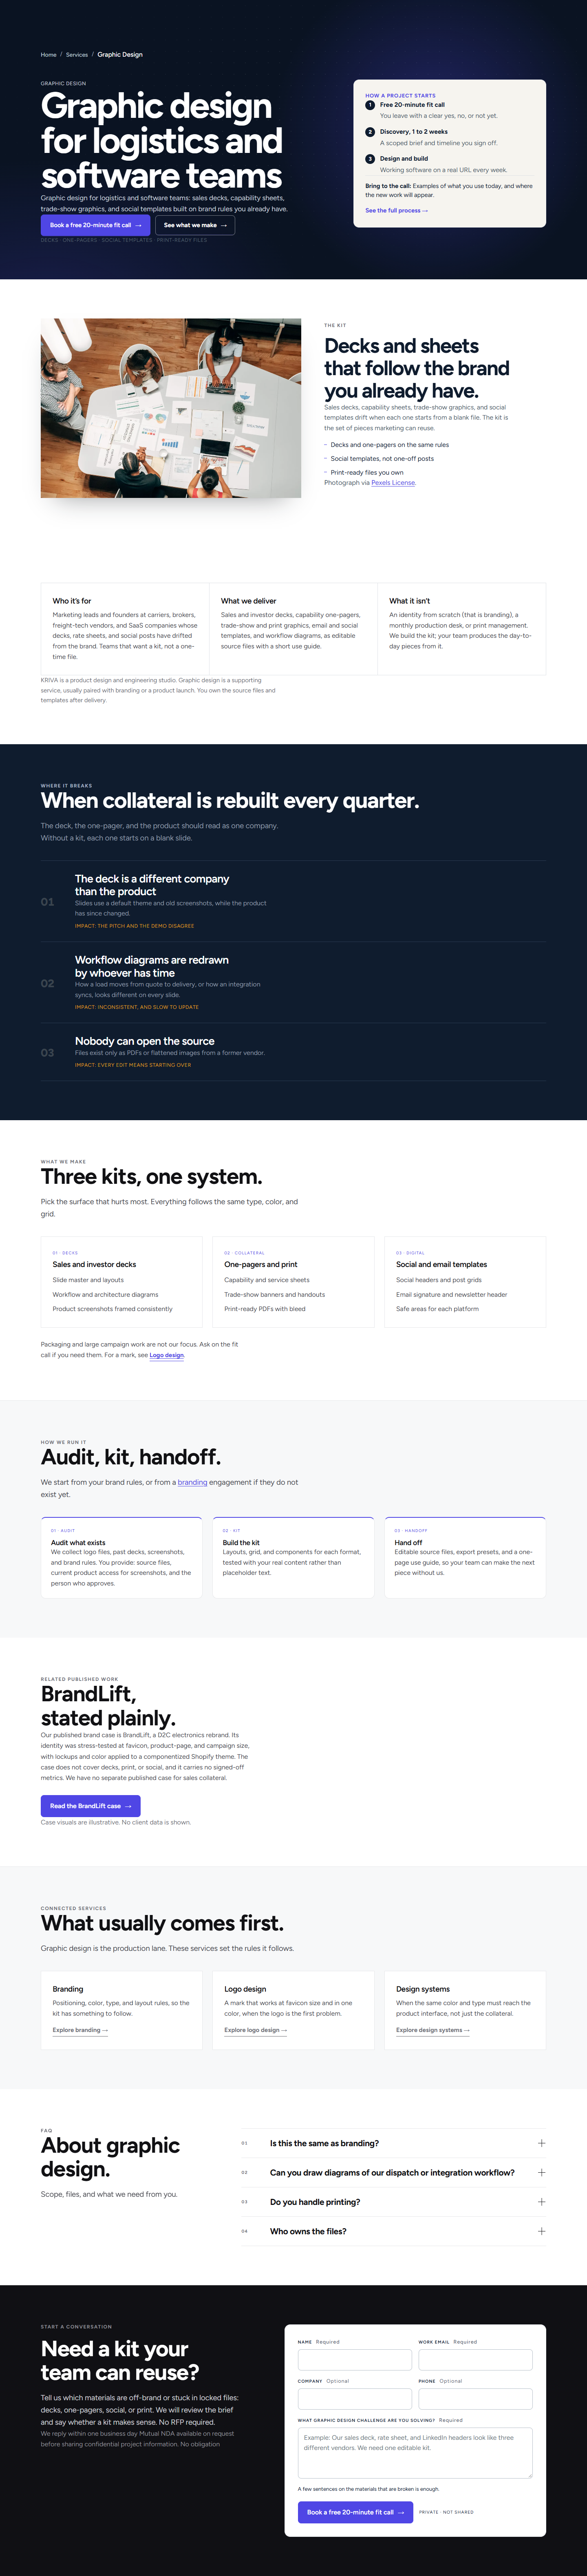 Home / Services / Graphic Design
GRAPHIC DESIGN
Graphic design
for logistics and
software teams
Graphic design for logistics and software teams: sales decks, capability sheets,
trade-show graphics, and social templates built on brand rules you already have.
Book a free 20-minute fit call →
See what we make →
DECKS · ONE-PAGERS · SOCIAL TEMPLATES · PRINT-READY FILES
HOW A PROJECT STARTS
1 Free 20-minute fit call
You leave with a clear yes, no, or not yet.
2 Discovery, 1 to 2 weeks
A scoped brief and timeline you sign off.
3 Design and build
Working software on a real URL every week.
Bring to the call: Examples of what you use today, and where
the new work will appear.
See the full process →
THE KIT
Decks and sheets
that follow the brand
you already have.
Sales decks, capability sheets, trade-show graphics, and social
templates drift when each one starts from a blank file. The kit is
the set of pieces marketing can reuse.
– Decks and one-pagers on the same rules
– Social templates, not one-off posts
– Print-ready files you own
Photograph via Pexels License.
Who it's for
Marketing leads and founders at carriers, brokers,
freight-tech vendors, and SaaS companies whose
decks, rate sheets, and social posts have drifted
from the brand. Teams that want a kit, not a one-
time file.
What we deliver
Sales and investor decks, capability one-pagers,
trade-show and print graphics, email and social
templates, and workflow diagrams, as editable
source files with a short use guide.
What it isn't
An identity from scratch (that is branding), a
monthly production desk, or print management.
We build the kit; your team produces the day-to-
day pieces from it.
KRIVA is a product design and engineering studio. Graphic design is a supporting
service, usually paired with branding or a product launch. You own the source files and
templates after delivery.
WHERE IT BREAKS
When collateral is rebuilt every quarter.
The deck, the one-pager, and the product should read as one company.
Without a kit, each one starts on a blank slide.
01
The deck is a different company
than the product
Slides use a default theme and old screenshots, while the product
has since changed.
IMPACT: THE PITCH AND THE DEMO DISAGREE
02
Workflow diagrams are redrawn
by whoever has time
How a load moves from quote to delivery, or how an integration
syncs, looks different on every slide.
IMPACT: INCONSISTENT, AND SLOW TO UPDATE
03
Nobody can open the source
Files exist only as PDFs or flattened images from a former vendor.
IMPACT: EVERY EDIT MEANS STARTING OVER
WHAT WE MAKE
Three kits, one system.
Pick the surface that hurts most. Everything follows the same type, color, and
grid.
01 · DECKS
Sales and investor decks
Slide master and layouts
Workflow and architecture diagrams
Product screenshots framed consistently
02 · COLLATERAL
One-pagers and print
Capability and service sheets
Trade-show banners and handouts
Print-ready PDFs with bleed
03 · DIGITAL
Social and email templates
Social headers and post grids
Email signature and newsletter header
Safe areas for each platform
Packaging and large campaign work are not our focus. Ask on the fit
call if you need them. For a mark, see Logo design.
HOW WE RUN IT
Audit, kit, handoff.
We start from your brand rules, or from a branding engagement if they do not
exist yet.
01 · AUDIT
Audit what exists
We collect logo files, past decks, screenshots,
and brand rules. You provide: source files,
current product access for screenshots, and the
person who approves.
02 · KIT
Build the kit
Layouts, grid, and components for each format,
tested with your real content rather than
placeholder text.
03 · HANDOFF
Hand off
Editable source files, export presets, and a one-
page use guide, so your team can make the next
piece without us.
RELATED PUBLISHED WORK
BrandLift,
stated plainly.
Our published brand case is BrandLift, a D2C electronics rebrand. Its
identity was stress-tested at favicon, product-page, and campaign size,
with lockups and color applied to a componentized Shopify theme. The
case does not cover decks, print, or social, and it carries no signed-off
metrics. We have no separate published case for sales collateral.
Read the BrandLift case →
Case visuals are illustrative. No client data is shown.
CONNECTED SERVICES
What usually comes first.
Graphic design is the production lane. These services set the rules it follows.
Branding
Positioning, color, type, and layout rules, so the
kit has something to follow.
Explore branding →
Logo design
A mark that works at favicon size and in one
color, when the logo is the first problem.
Explore logo design →
Design systems
When the same color and type must reach the
product interface, not just the collateral.
Explore design systems →
FAQ
About graphic
design.
Scope, files, and what we need from you.
01 Is this the same as branding?
02 Can you draw diagrams of our dispatch or integration workflow?
03 Do you handle printing?
04 Who owns the files?
START A CONVERSATION
Need a kit your
team can reuse?
Tell us which materials are off-brand or stuck in locked files:
decks, one-pagers, social, or print. We will review the brief
and say whether a kit makes sense. No RFP required.
We reply within one business day Mutual NDA available on request
before sharing confidential project information. No obligation
NAME Required
WORK EMAIL Required
COMPANY Optional
PHONE Optional
WHAT GRAPHIC DESIGN CHALLENGE ARE YOU SOLVING? Required
Example: Our sales deck, rate sheet, and LinkedIn headers look like three
different vendors. We need one editable kit.
A few sentences on the materials that are broken is enough.
Book a free 20-minute fit call →
PRIVATE · NOT SHARED